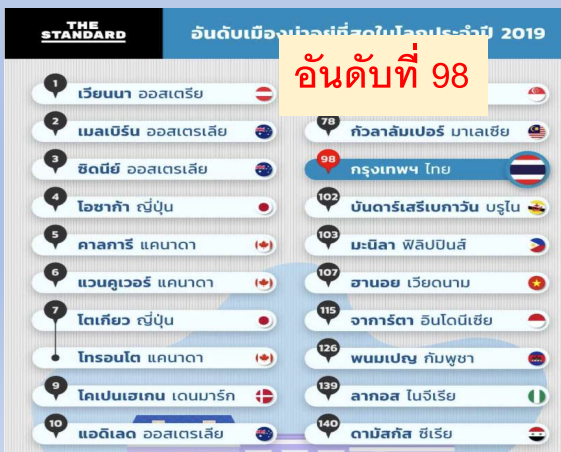 THE
STANDARD
อันดับเมืองน่าอยู่ที่สุดในโลกประจำปี 2019
อันดับที่ 98
1 เวียนนา ออสเตรีย
2 เมลเบิร์น ออสเตรเลีย
3 ซิดนีย์ ออสเตรเลีย
4 โอซาก้า ญี่ปุ่น
5 คาลการี แคนาดา
6 แวนคูเวอร์ แคนาดา
7 โตเกียว ญี่ปุ่น
โทรอนโต แคนาดา
9 โคเปนเฮเกน เดนมาร์ก
10 แอดิเลด ออสเตรเลีย
78 กัวลาลัมเปอร์ มาเลเซีย
98 กรุงเทพฯ ไทย
102 บันดาร์เสรีเบกาวัน บรูไน
103 มะนิลา ฟิลิปปินส์
107 ฮานอย เวียดนาม
115 จาการ์ตา อินโดนีเซีย
126 พนมเปญ กัมพูชา
139 ลากอส ไนจีเรีย
140 ดามัสกัส ซีเรีย